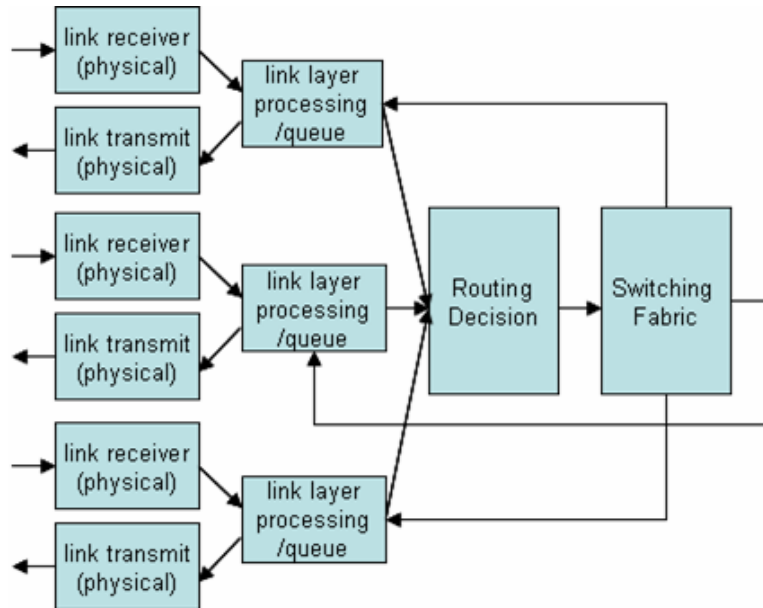 link receiver
(physical)
link layer
processing
/queue
link transmit
(physical)
link receiver
(physical)
link layer
processing
/queue
link transmit
(physical)
Routing
Decision
Switching
Fabric
link receiver
(physical)
link layer
processing
/queue
link transmit
(physical)